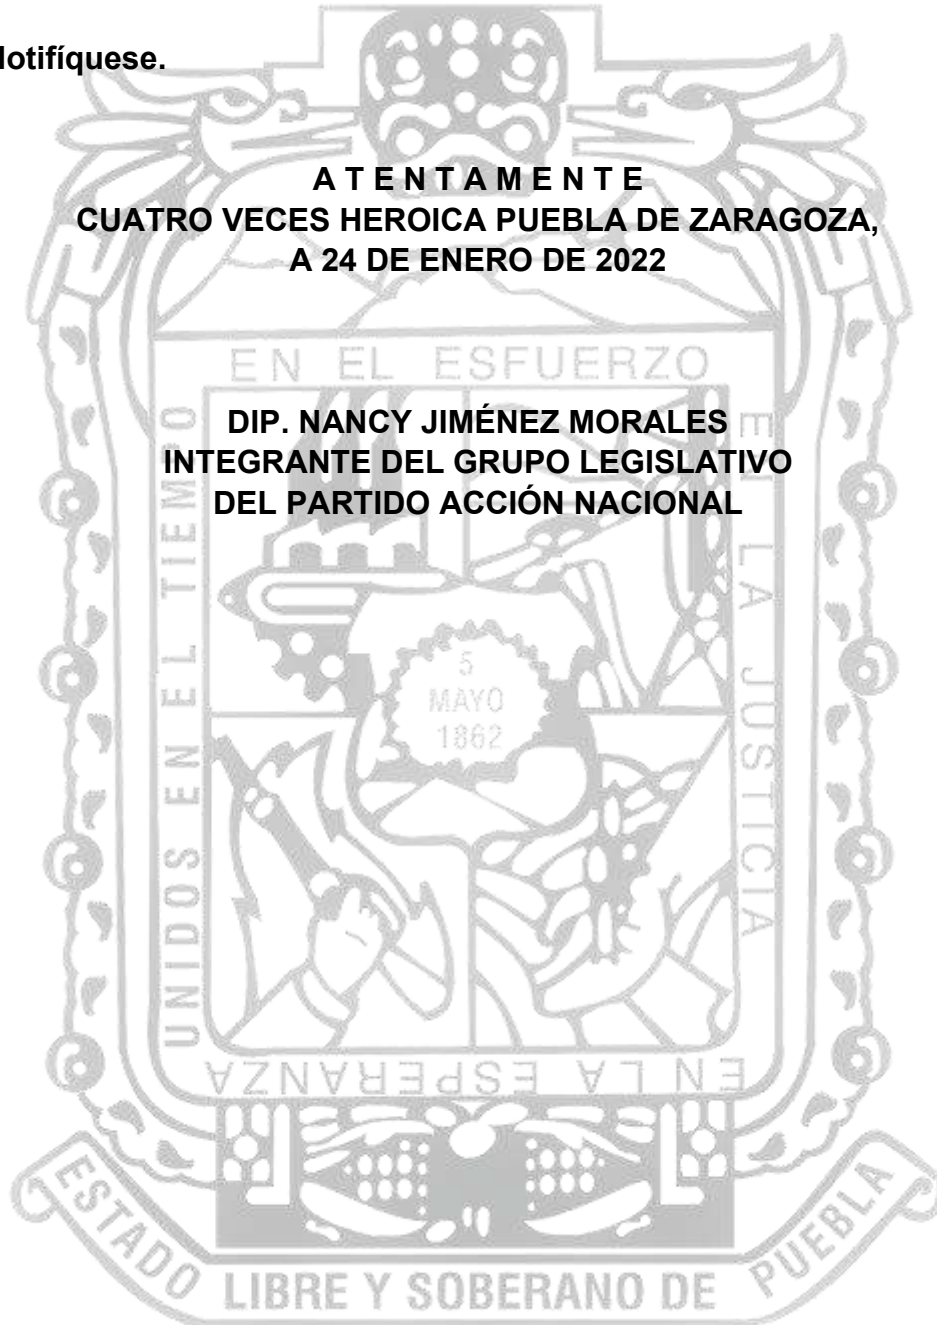 Notifíquese.
A T E N T A M E N T E
CUATRO VECES HEROICA PUEBLA DE ZARAGOZA,
A 24 DE ENERO DE 2022
EN EL ESFUERZO
DIP. NANCY JIMÉNEZ MORALES
INTEGRANTE DEL GRUPO LEGISLATIVO
DEL PARTIDO ACCIÓN NACIONAL
EN LA JUSTICIA
5
MAYO
1862
UNIDOS EN EL TIEMPO
EN LA ESPERANZA
ESTADO LIBRE Y SOBERANO DE PUEBLA